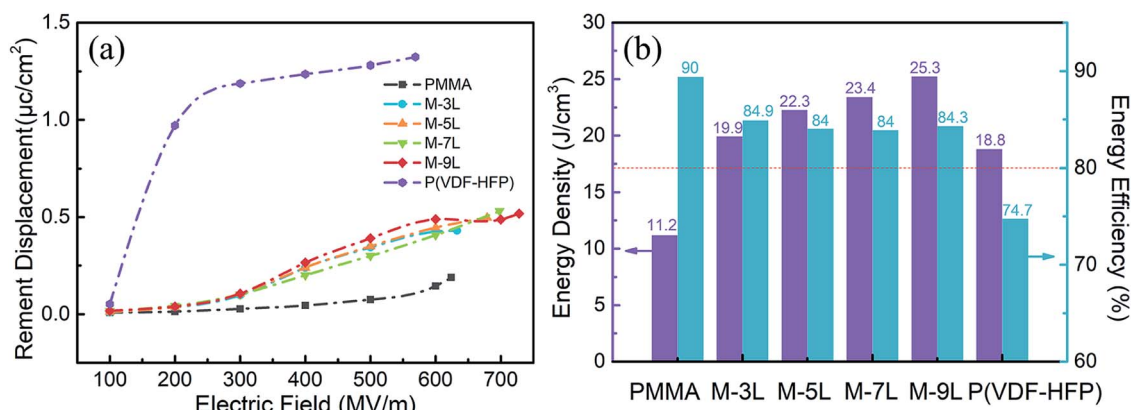 (a)
Rement Displacement(μc/cm²)
1.5
1.0
0.5
0.0
PMMA
M-3L
M-5L
M-7L
M-9L
P(VDF-HFP)
100 200 300 400 500 600 700
Electric Field (MV/m)
(b)
Energy Density (J/cm³)
30
25
20
15
10
5
0
11.2
90
19.9
84.9
22.3
84
23.4
84
25.3
84.3
18.8
74.7
90
80
70
60
Energy Efficiency (%)
PMMA M-3L M-5L M-7L M-9L P(VDF-HFP)